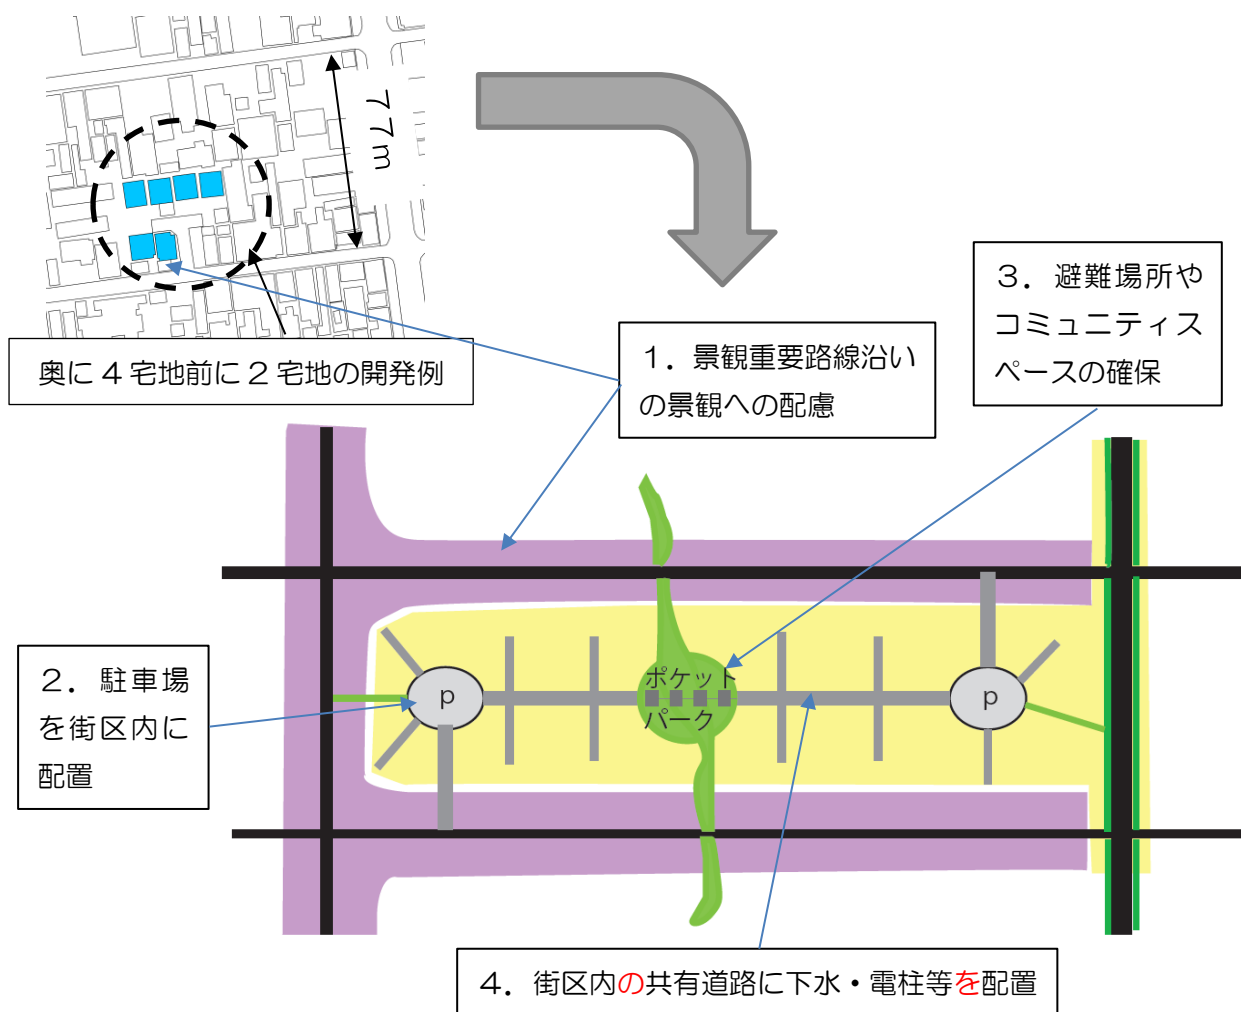 77m
奥に4宅地前に2宅地の開発例
1．景観重要路線沿い
の景観への配慮
3．避難場所や
コミュニティス
ペースの確保
2．駐車場
を街区内に
配置
p
ポケット
パーク
p
4．街区内の共有道路に下水・電柱等を配置